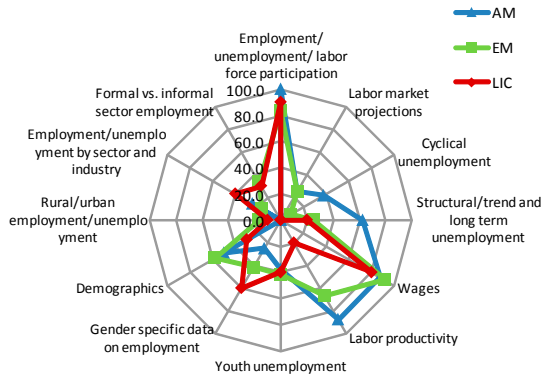 AM
EM
LIC
Employment/
unemployment/ labor
force participation
Labor market
projections
Cyclical
unemployment
Structural/trend and
long term
unemployment
Wages
Labor productivity
Youth unemployment
Gender specific data
on employment
Demographics
Rural/urban
employment/unemplo
yment
Employment/unemplo
yment by sector and
industry
Formal vs. informal
sector employment
100.0
80.0
60.0
40.0
20.0
0.0